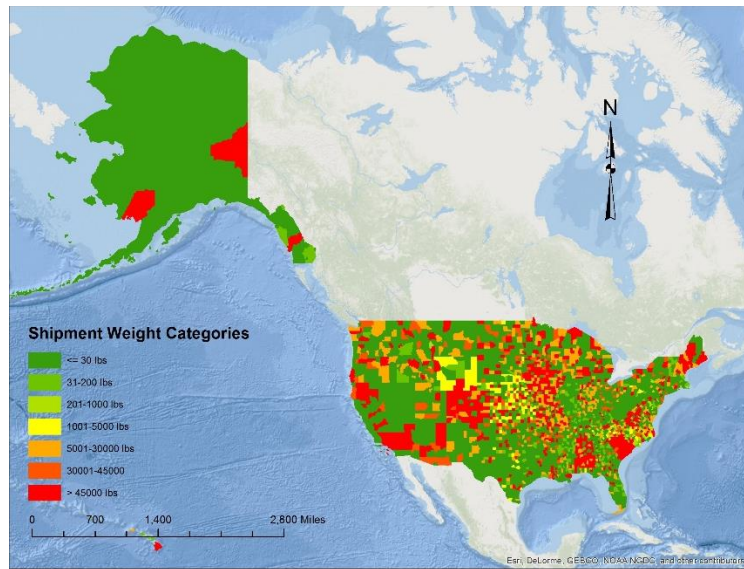 N
Shipment Weight Categories
<= 30 lbs
31-200 lbs
201-1000 lbs
1001-5000 lbs
5001-30000 lbs
30001-45000
> 45000 lbs
0 700 1,400 2,800 Miles
Esri, DeLorme, GEBCO, NOAA NGDC, and other contributors